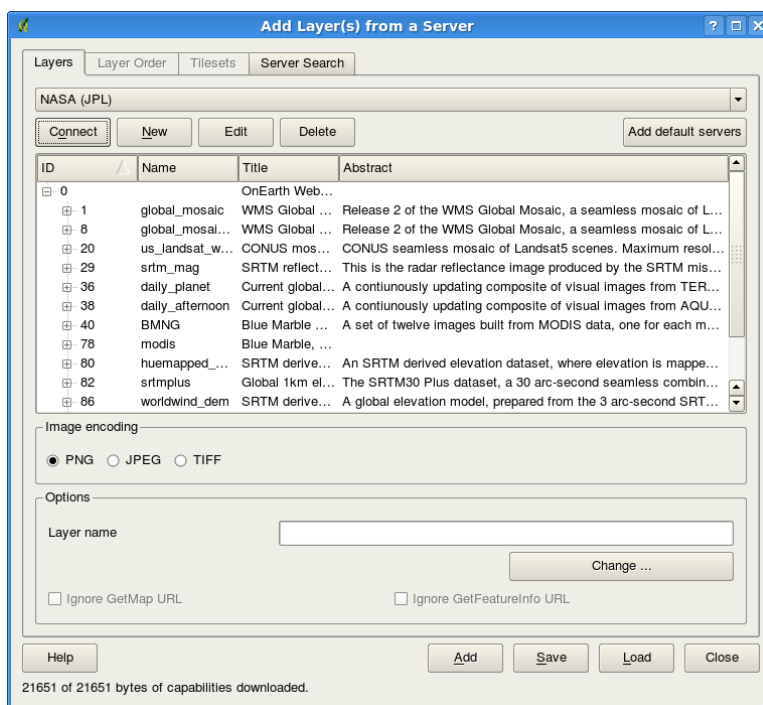 Add Layer(s) from a Server
Layers Layer Order Tilesets Server Search
NASA (JPL)
Connect New Edit Delete Add default servers
ID Name Title Abstract
0 OnEarth Web...
1 global_mosaic WMS Global ... Release 2 of the WMS Global Mosaic, a seamless mosaic of L...
8 global_mosai... WMS Global ... Release 2 of the WMS Global Mosaic, a seamless mosaic of L...
20 us_landsat_w... CONUS mos... CONUS seamless mosaic of Landsat5 scenes. Maximum resol...
29 srtm_mag SRTM reflect... This is the radar reflectance image produced by the SRTM mis...
36 daily_planet Current global... A contiunously updating composite of visual images from TER...
38 daily_afternoon Current global... A contiunously updating composite of visual images from AQU...
40 BMNG Blue Marble ... A set of twelve images built from MODIS data, one for each m...
78 modis Blue Marble, ...
80 huemapped_... SRTM derive... An SRTM derived elevation dataset, where elevation is mappe...
82 srtmplus Global 1km el... The SRTM30 Plus dataset, a 30 arc-second seamless combin...
86 worldwind_dem SRTM derive... A global elevation model, prepared from the 3 arc-second SRT...
Image encoding
PNG JPEG TIFF
Options
Layer name
Change ...
Ignore GetMap URL Ignore GetFeatureInfo URL
Help Add Save Load Close
21651 of 21651 bytes of capabilities downloaded.